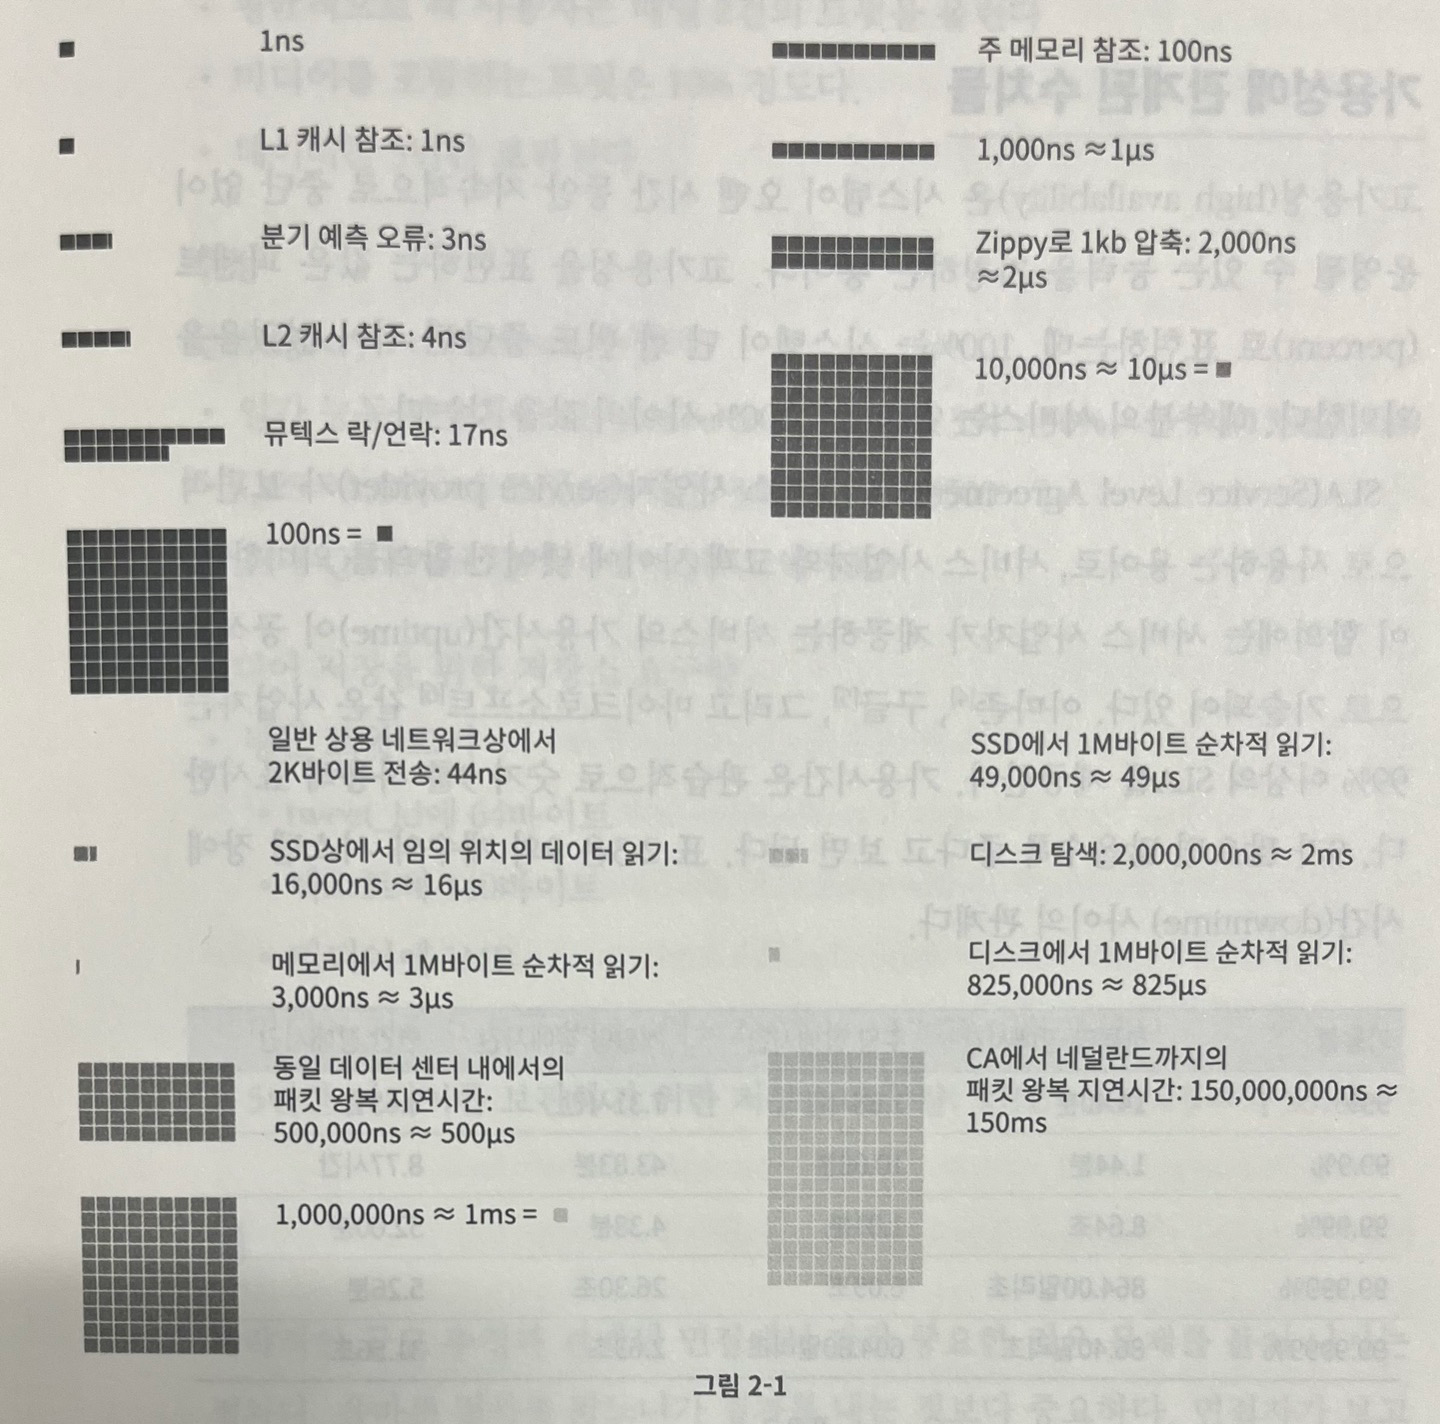 1ns
L1 캐시 참조: 1ns
분기 예측 오류: 3ns
L2 캐시 참조: 4ns
뮤텍스 락/언락: 17ns
100ns = ■
주 메모리 참조: 100ns
1,000ns ≈1μs
Zippy로 1kb 압축: 2,000ns
≈2μs
10,000ns ≈ 10μs = ■
일반 상용 네트워크상에서
2K바이트 전송: 44ns
SSD상에서 임의 위치의 데이터 읽기:
16,000ns ≈ 16μs
메모리에서 1M바이트 순차적 읽기:
3,000ns ≈ 3μs
동일 데이터 센터 내에서의
패킷 왕복 지연시간:
500,000ns ≈ 500μs
1,000,000ns ≈ 1ms = ■
SSD에서 1M바이트 순차적 읽기:
49,000ns ≈ 49μs
디스크 탐색: 2,000,000ns ≈ 2ms
디스크에서 1M바이트 순차적 읽기:
825,000ns ≈ 825μs
CA에서 네덜란드까지의
패킷 왕복 지연시간: 150,000,000ns ≈
150ms
그림 2-1